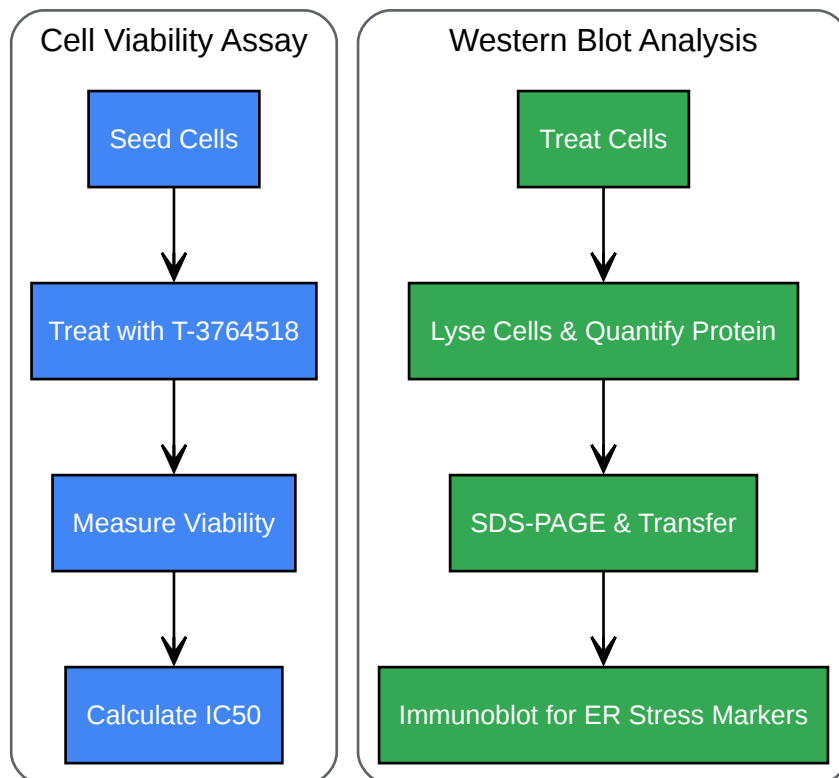 Cell Viability Assay
Seed Cells
Treat with T-3764518
Measure Viability
Calculate IC50
Western Blot Analysis
Treat Cells
Lyse Cells & Quantify Protein
SDS-PAGE & Transfer
Immunoblot for ER Stress Markers